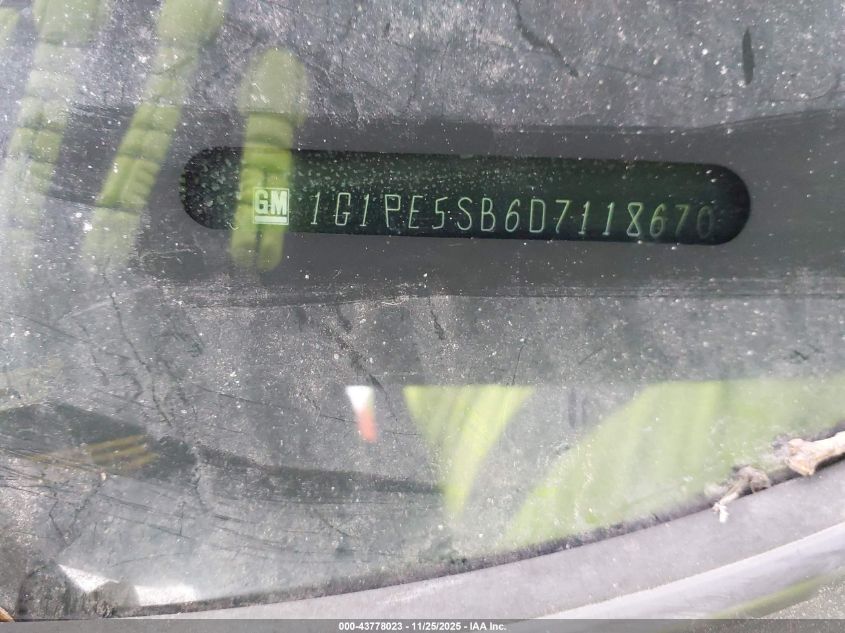 GM 1G1PE5SB6D7118670
000-43778023 - 11/25/2025 - IAA Inc.